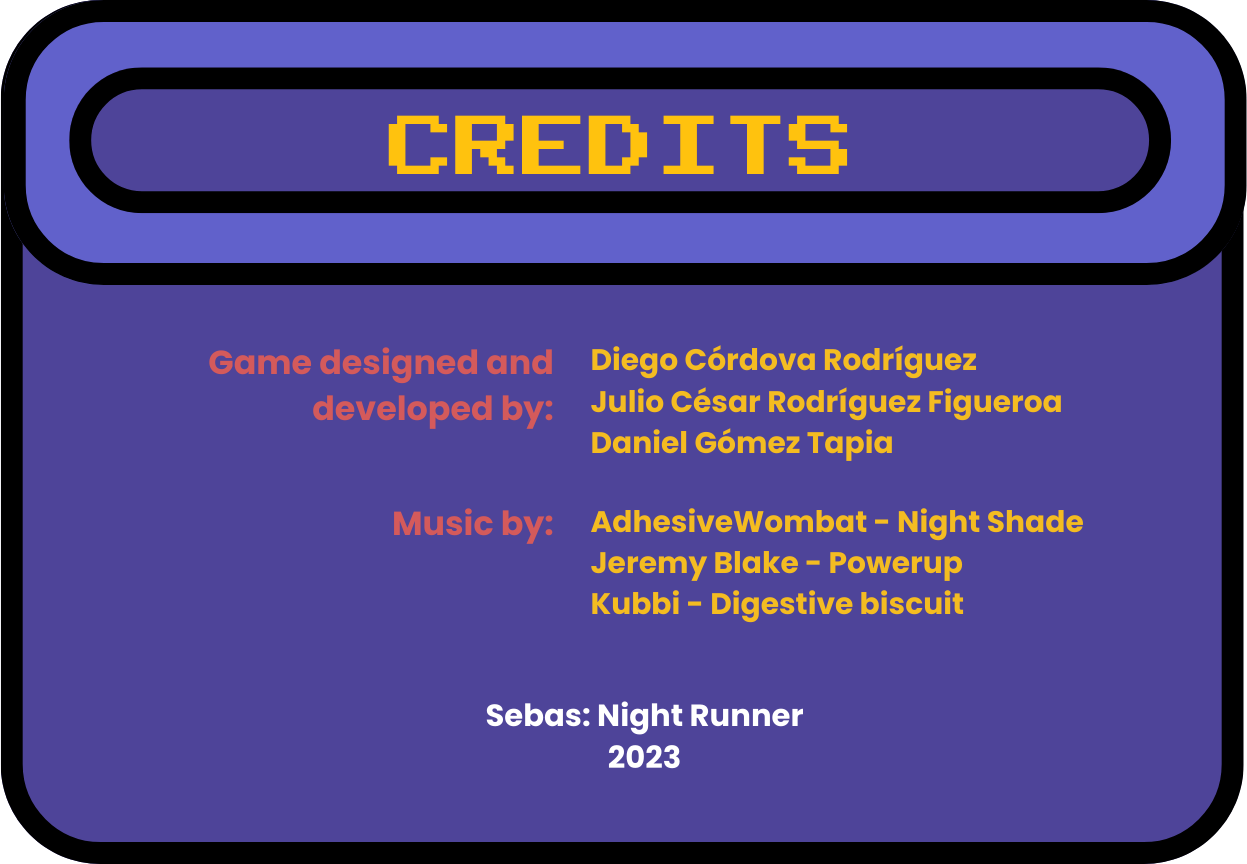 CREDITS
Game designed and
developed by:
Diego Córdova Rodríguez
Julio César Rodríguez Figueroa
Daniel Gómez Tapia
Music by:
AdhesiveWombat - Night Shade
Jeremy Blake - Powerup
Kubbi - Digestive biscuit
Sebas: Night Runner
2023